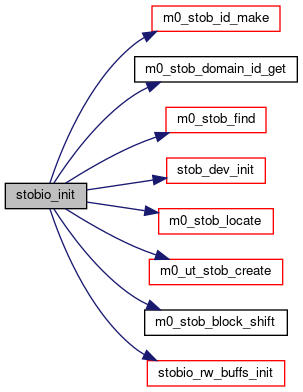 m0_stob_id_make
m0_stob_domain_id_get
m0_stob_find
stob_dev_init
stobio_init
m0_stob_locate
m0_ut_stob_create
m0_stob_block_shift
stobio_rw_buffs_init